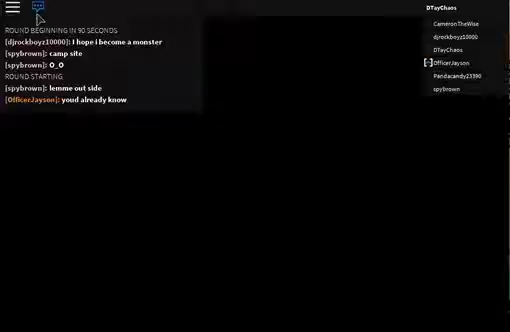 ROUND BEGINNING IN 90 SECONDS
[djrockboyz10000]: I hope i become a monster
[spybrown]: camp site
[spybrown]: O_O
ROUND STARTING
[spybrown]: lemme out side
[OfficerJayson]: youd already know
DTayChaos
CameronTheWise
djrockboyz10000
DTayChaos
OfficerJayson
Pandacandy23390
spybrown